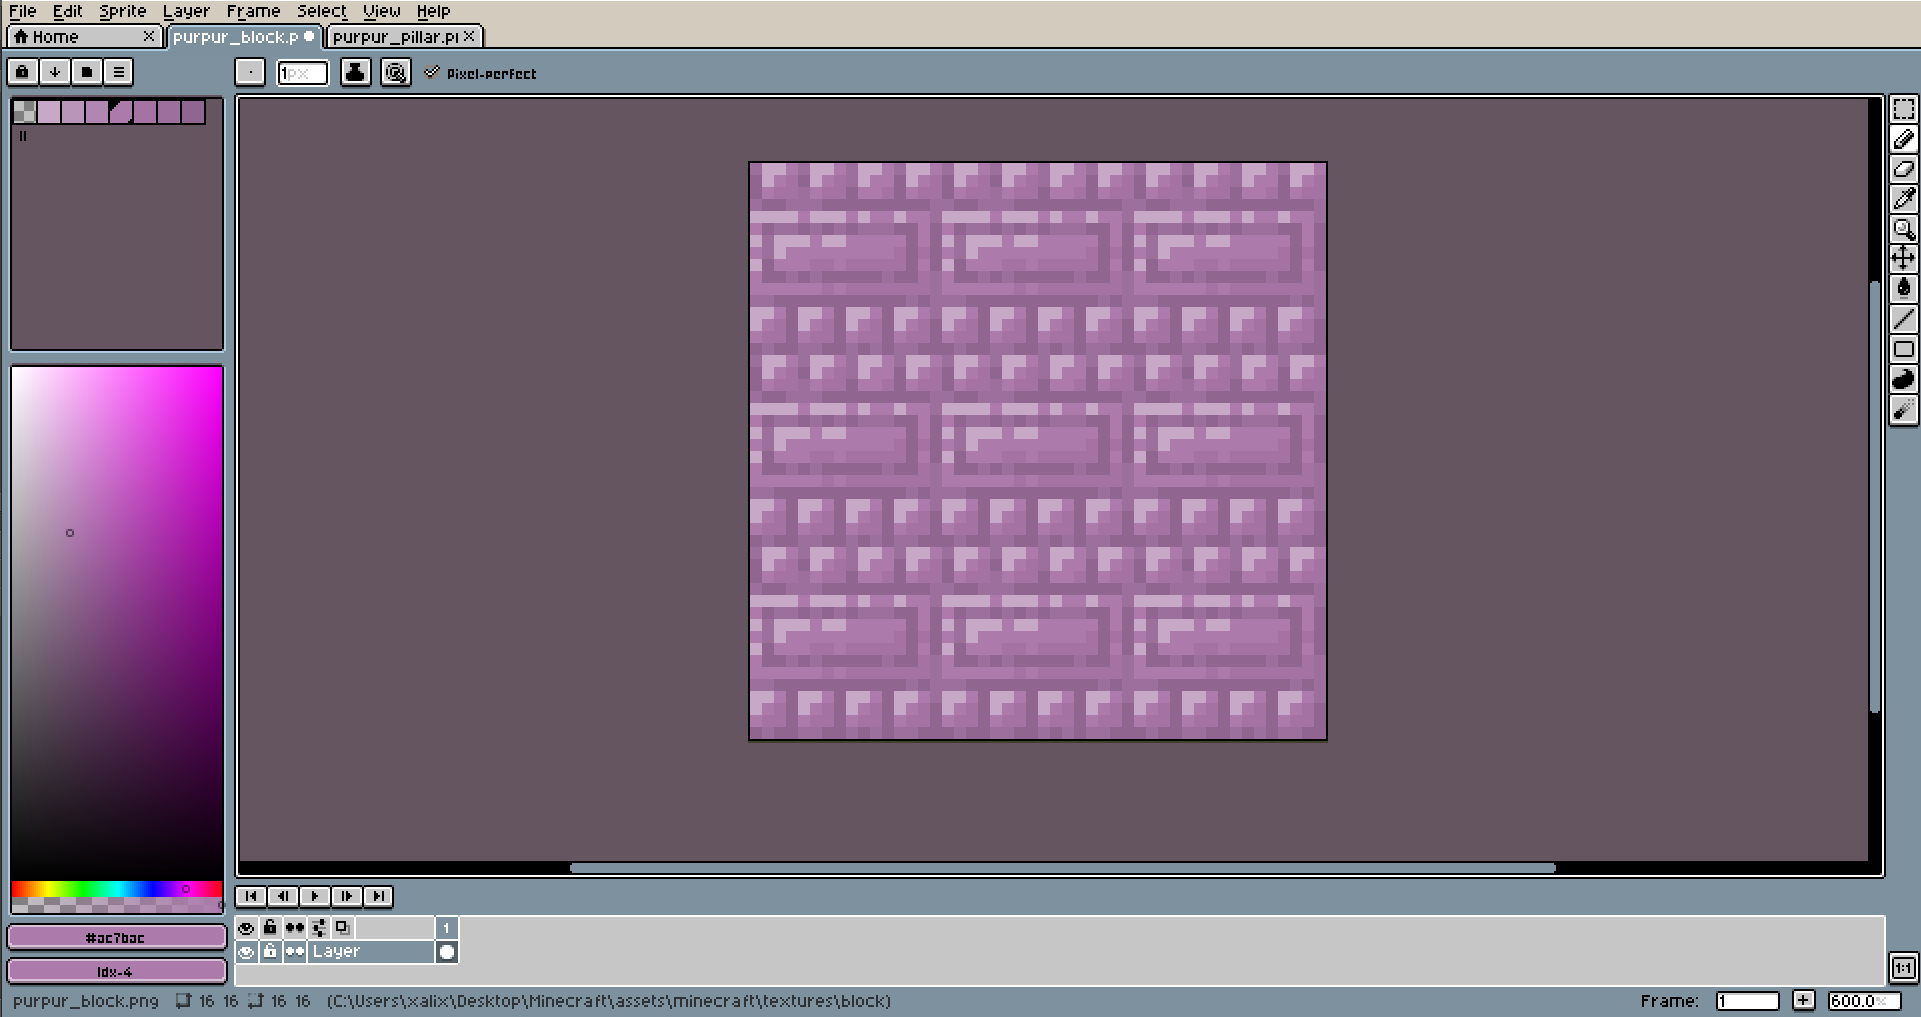 File Edit Sprite Layer Frame Select View Help
Home purpur_block.p purpur_pillar.pi
1px Pixel-perfect
1
Layer
#ac7bac
Idx-4
1:1
purpur_block.png 16 16 16 16 (C:\Users\xalix\Desktop\Minecraft\assets\minecraft\textures\block) Frame: 1 + 600.0%